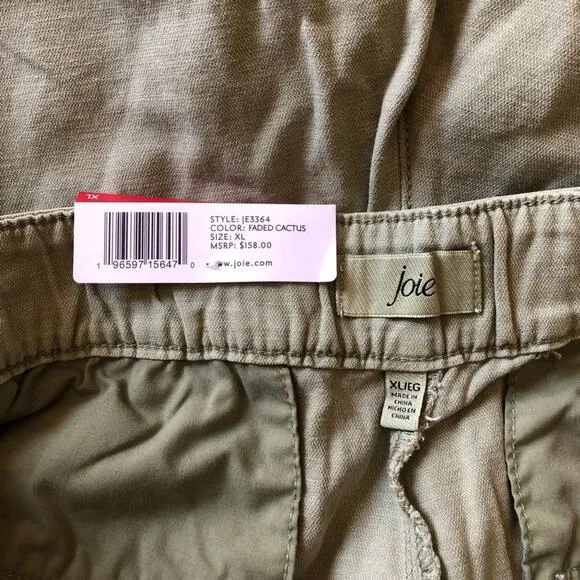 XL
STYLE: JE3364
COLOR: FADED CACTUS
SIZE: XL
MSRP: $158.00
www.joie.com
1 96597 15647 0
joie
XL|EG
MADE IN
CHINA
HECHO EN
CHINA